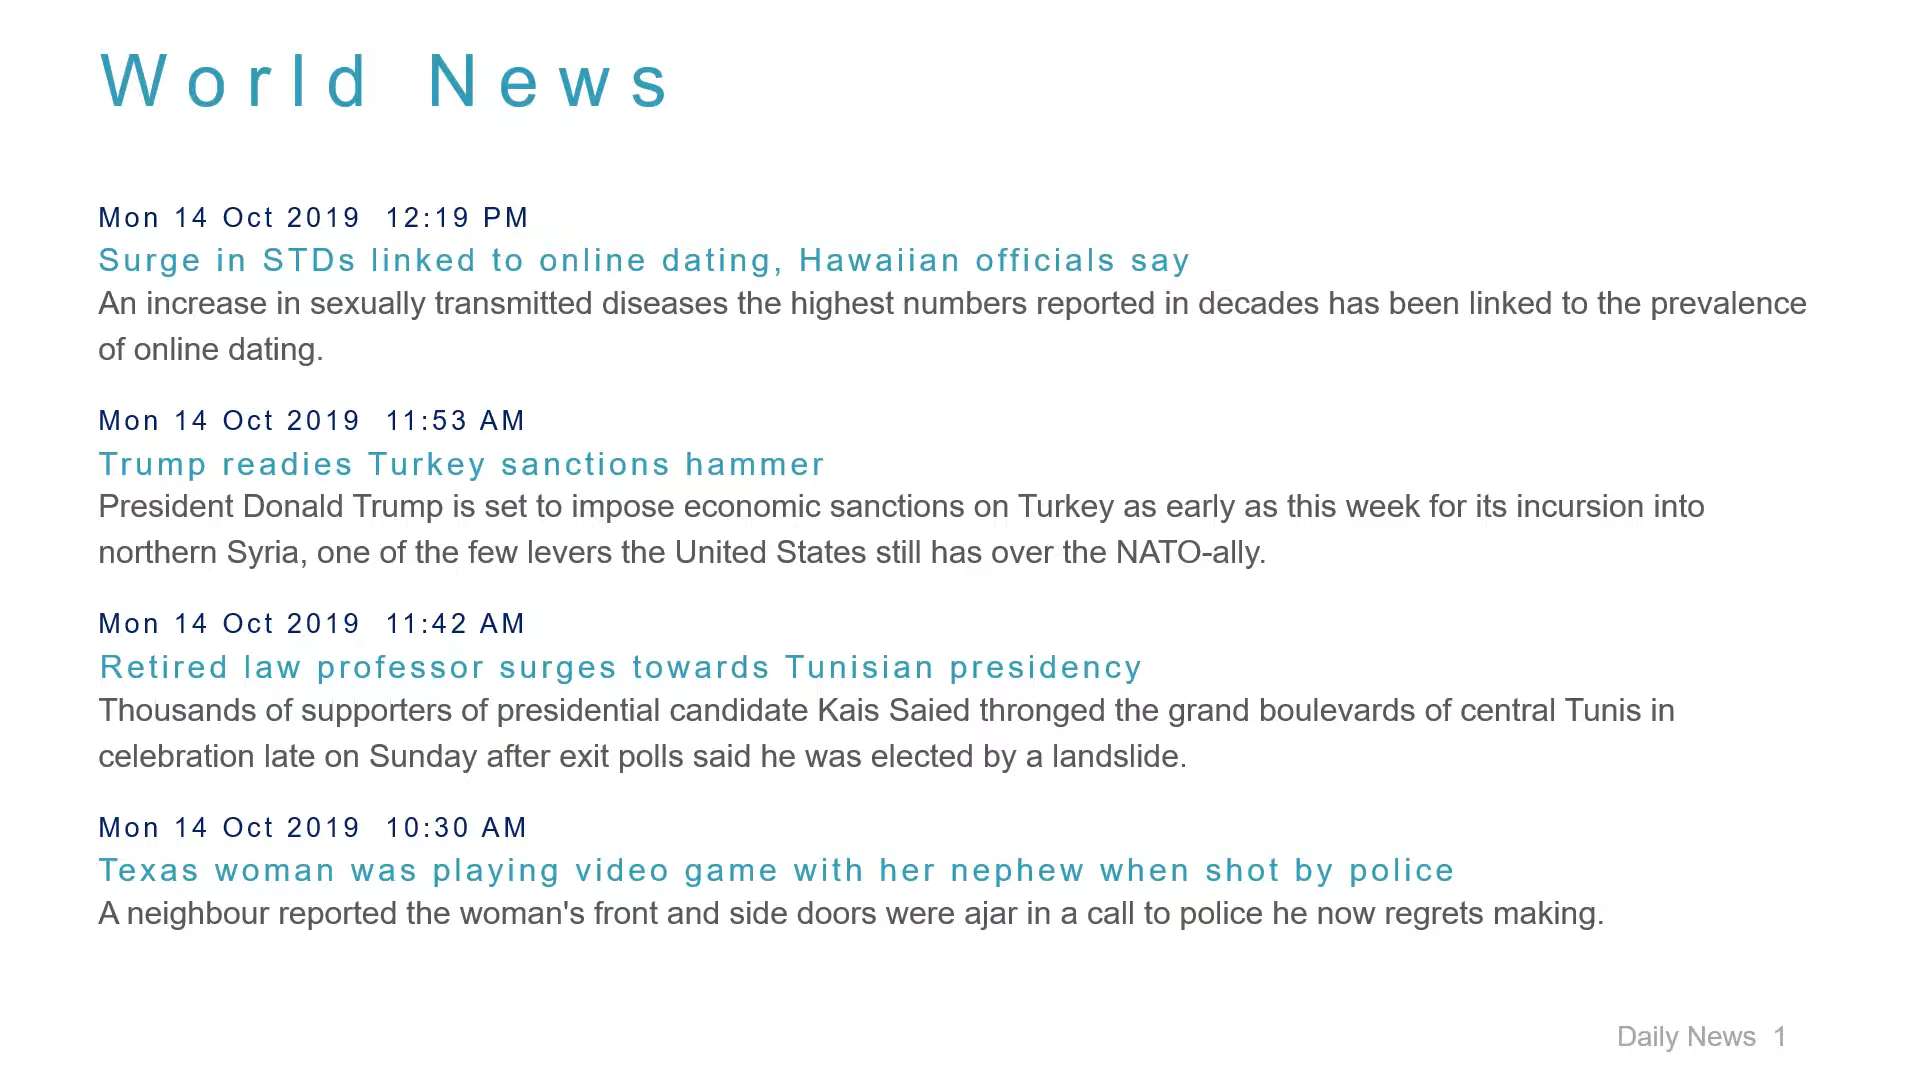 World News
Mon 14 Oct 2019 12:19 PM
Surge in STDs linked to online dating, Hawaiian officials say
An increase in sexually transmitted diseases the highest numbers reported in decades has been linked to the prevalence
of online dating.
Mon 14 Oct 2019 11:53 AM
Trump readies Turkey sanctions hammer
President Donald Trump is set to impose economic sanctions on Turkey as early as this week for its incursion into
northern Syria, one of the few levers the United States still has over the NATO-ally.
Mon 14 Oct 2019 11:42 AM
Retired law professor surges towards Tunisian presidency
Thousands of supporters of presidential candidate Kais Saied thronged the grand boulevards of central Tunis in
celebration late on Sunday after exit polls said he was elected by a landslide.
Mon 14 Oct 2019 10:30 AM
Texas woman was playing video game with her nephew when shot by police
A neighbour reported the woman's front and side doors were ajar in a call to police he now regrets making.
Daily News 1